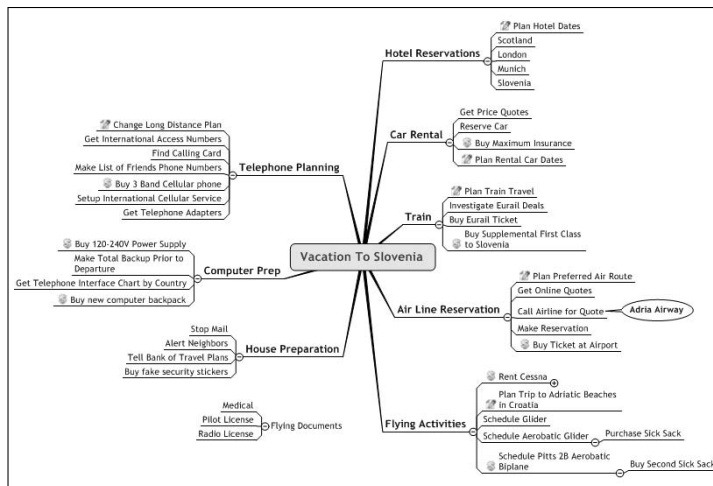 Vacation To Slovenia
Hotel Reservations
Plan Hotel Dates
Scotland
London
Munich
Slovenia
Car Rental
Get Price Quotes
Reserve Car
Buy Maximum Insurance
Plan Rental Car Dates
Train
Plan Train Travel
Investigate Eurail Deals
Buy Eurail Ticket
Buy Supplemental First Class
to Slovenia
Air Line Reservation
Plan Preferred Air Route
Get Online Quotes
Call Airline for Quote
Adria Airway
Make Reservation
Buy Ticket at Airport
Flying Activities
Rent Cessna
Plan Trip to Adriatic Beaches
in Croatia
Schedule Glider
Schedule Aerobatic Glider
Purchase Sick Sack
Schedule Pitts 2B Aerobatic
Biplane
Buy Second Sick Sack
Telephone Planning
Change Long Distance Plan
Get International Access Numbers
Find Calling Card
Make List of Friends Phone Numbers
Buy 3 Band Cellular phone
Setup International Cellular Service
Get Telephone Adapters
Computer Prep
Buy 120-240V Power Supply
Make Total Backup Prior to
Departure
Get Telephone Interface Chart by Country
Buy new computer backpack
House Preparation
Stop Mail
Alert Neighbors
Tell Bank of Travel Plans
Buy fake security stickers
Flying Documents
Medical
Pilot License
Radio License